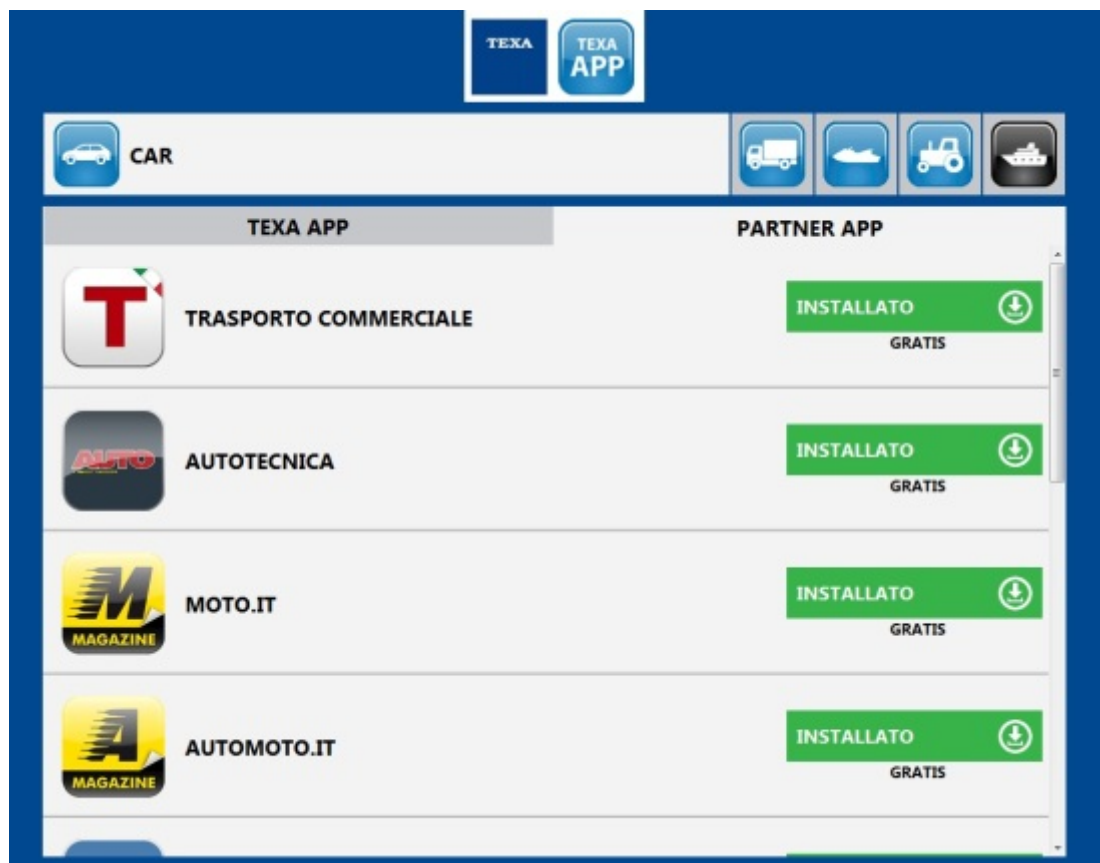 TEXA
TEXA
APP
CAR
TEXA APP
PARTNER APP
T
TRASPORTO COMMERCIALE
INSTALLATO
GRATIS
AUTO
AUTOTECNICA
INSTALLATO
GRATIS
M
MAGAZINE
MOTO.IT
INSTALLATO
GRATIS
A
MAGAZINE
AUTOMOTO.IT
INSTALLATO
GRATIS